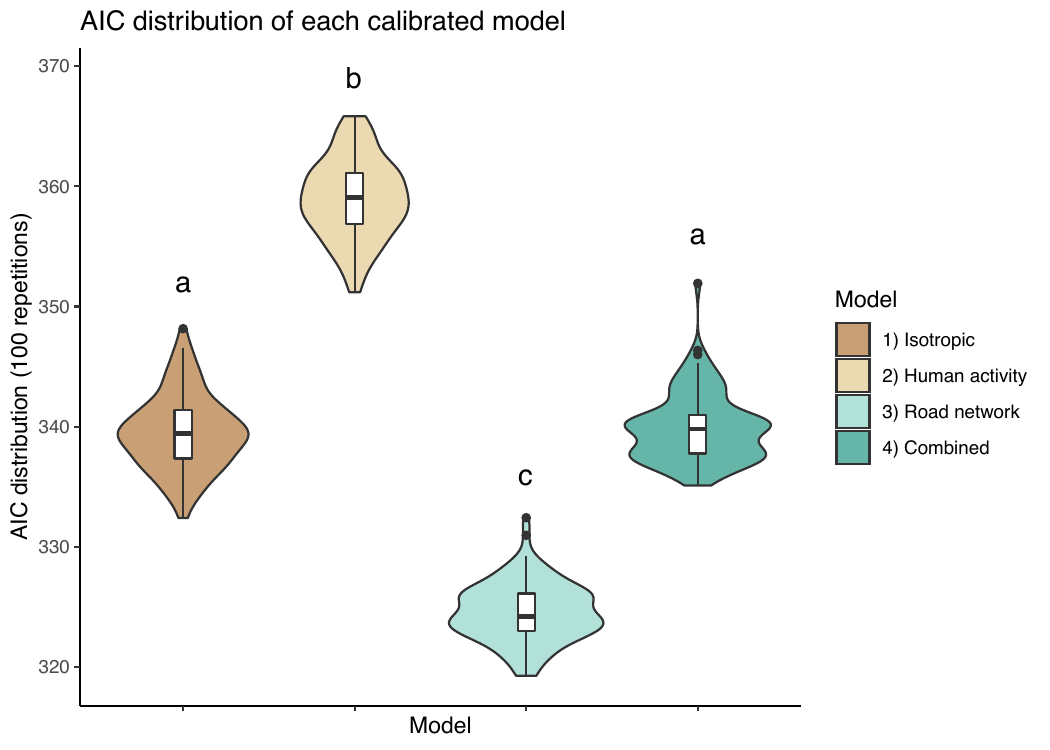 AIC distribution of each calibrated model
AIC distribution (100 repetitions)
370
360
350
340
330
320
a
b
c
a
Model
Model
1) Isotropic
2) Human activity
3) Road network
4) Combined